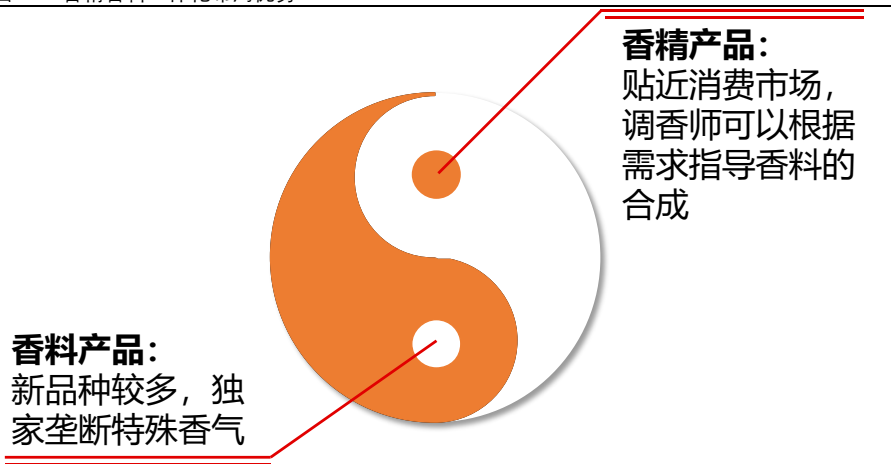 香精产品：
贴近消费市场，
调香师可以根据
需求指导香料的
合成
香料产品：
新品种较多，独
家垄断特殊香气